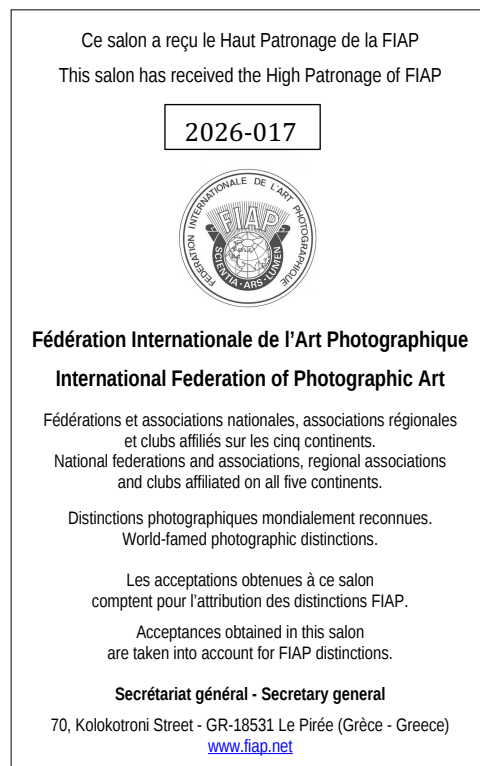 Ce salon a reçu le Haut Patronage de la FIAP
This salon has received the High Patronage of FIAP
2026-017
FEDERATION INTERNATIONALE DE L'ART PHOTOGRAPHIQUE
FIAP
SCIENTIA · ARS · LUMEN
Fédération Internationale de l’Art Photographique
International Federation of Photographic Art
Fédérations et associations nationales, associations régionales
et clubs affiliés sur les cinq continents.
National federations and associations, regional associations
and clubs affiliated on all five continents.
Distinctions photographiques mondialement reconnues.
World-famed photographic distinctions.
Les acceptations obtenues à ce salon
comptent pour l’attribution des distinctions FIAP.
Acceptances obtained in this salon
are taken into account for FIAP distinctions.
Secrétariat général - Secretary general
70, Kolokotroni Street - GR-18531 Le Pirée (Grèce - Greece)
www.fiap.net